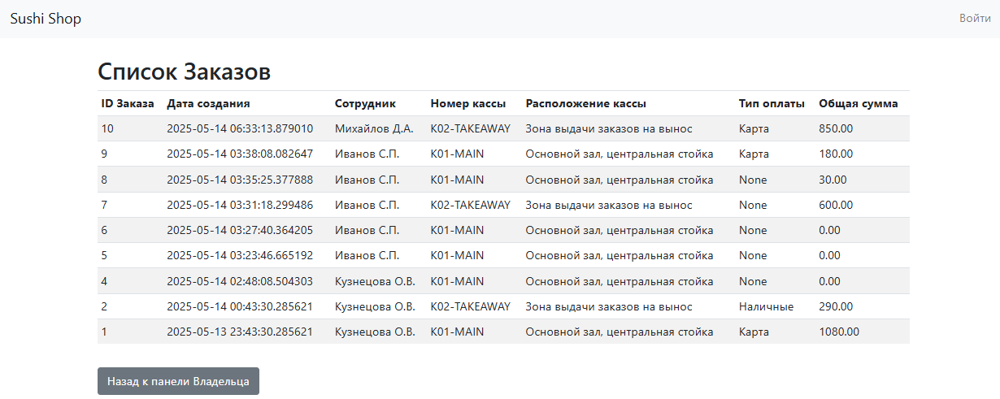 Sushi Shop Войти
Список Заказов
ID Заказа Дата создания Сотрудник Номер кассы Расположение кассы Тип оплаты Общая сумма
10 2025-05-14 06:33:13.879010 Михайлов Д.А. K02-TAKEAWAY Зона выдачи заказов на вынос Карта 850.00
9 2025-05-14 03:38:08.082647 Иванов С.П. K01-MAIN Основной зал, центральная стойка Карта 180.00
8 2025-05-14 03:35:25.377888 Иванов С.П. K01-MAIN Основной зал, центральная стойка None 30.00
7 2025-05-14 03:31:18.299486 Иванов С.П. K02-TAKEAWAY Зона выдачи заказов на вынос None 600.00
6 2025-05-14 03:27:40.364205 Иванов С.П. K01-MAIN Основной зал, центральная стойка None 0.00
5 2025-05-14 03:23:46.665192 Иванов С.П. K01-MAIN Основной зал, центральная стойка None 0.00
4 2025-05-14 02:48:08.504303 Кузнецова О.В. K01-MAIN Основной зал, центральная стойка None 0.00
2 2025-05-14 00:43:30.285621 Кузнецова О.В. K02-TAKEAWAY Зона выдачи заказов на вынос Наличные 290.00
1 2025-05-13 23:43:30.285621 Кузнецова О.В. K01-MAIN Основной зал, центральная стойка Карта 1080.00
Назад к панели Владельца